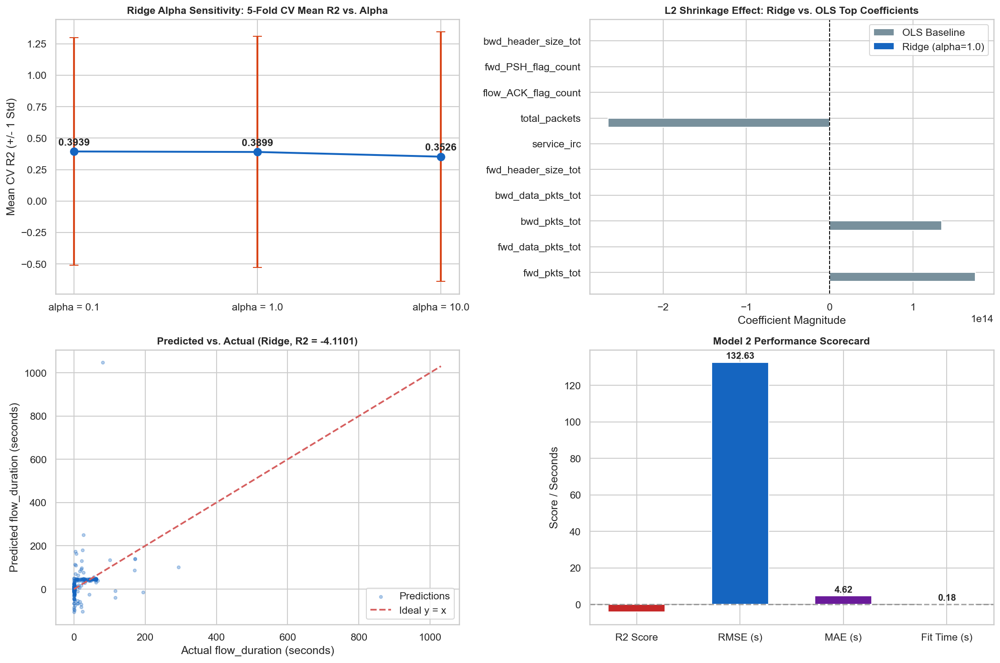 Ridge Alpha Sensitivity: 5-Fold CV Mean R2 vs. Alpha
Mean CV R2 (+/- 1 Std)
1.25
1.00
0.75
0.50
0.25
0.00
−0.25
−0.50
0.3939
0.3899
0.3526
alpha = 0.1
alpha = 1.0
alpha = 10.0
L2 Shrinkage Effect: Ridge vs. OLS Top Coefficients
OLS Baseline
Ridge (alpha=1.0)
bwd_header_size_tot
fwd_PSH_flag_count
flow_ACK_flag_count
total_packets
service_irc
fwd_header_size_tot
bwd_data_pkts_tot
bwd_pkts_tot
fwd_data_pkts_tot
fwd_pkts_tot
−2
−1
0
1
1e14
Coefficient Magnitude
Predicted vs. Actual (Ridge, R2 = -4.1101)
Predicted flow_duration (seconds)
1000
800
600
400
200
0
Predictions
Ideal y = x
0
200
400
600
800
1000
Actual flow_duration (seconds)
Model 2 Performance Scorecard
Score / Seconds
120
100
80
60
40
20
0
132.63
4.62
0.18
R2 Score
RMSE (s)
MAE (s)
Fit Time (s)